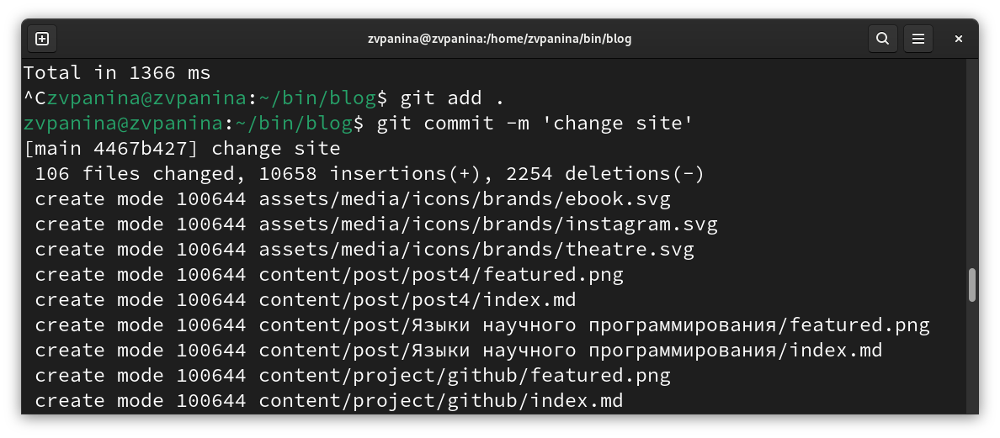 zvpanina@zvpanina:/home/zvpanina/bin/blog
Total in 1366 ms
^Czvpanina@zvpanina:~/bin/blog$ git add .
zvpanina@zvpanina:~/bin/blog$ git commit -m 'change site'
[main 4467b427] change site
 106 files changed, 10658 insertions(+), 2254 deletions(-)
 create mode 100644 assets/media/icons/brands/ebook.svg
 create mode 100644 assets/media/icons/brands/instagram.svg
 create mode 100644 assets/media/icons/brands/theatre.svg
 create mode 100644 content/post/post4/featured.png
 create mode 100644 content/post/post4/index.md
 create mode 100644 content/post/Языки научного программирования/featured.png
 create mode 100644 content/post/Языки научного программирования/index.md
 create mode 100644 content/project/github/featured.png
 create mode 100644 content/project/github/index.md